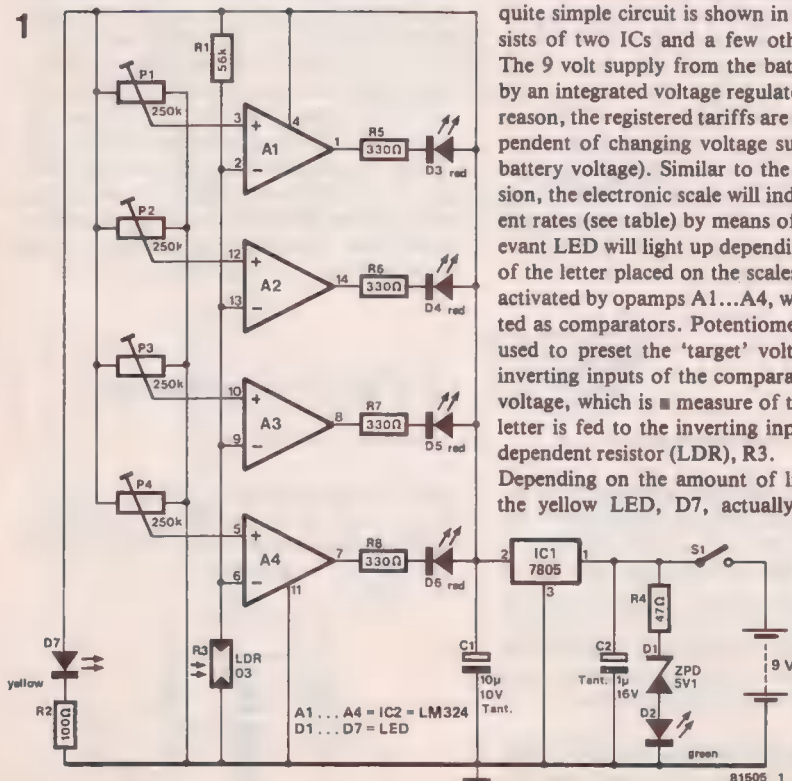 1
quite simple circuit is shown in
sists of two ICs and a few oth
The 9 volt supply from the bat
by an integrated voltage regulato
reason, the registered tariffs are
pendent of changing voltage su
battery voltage). Similar to the
sion, the electronic scale will ind
ent rates (see table) by means of
evant LED will light up dependi
of the letter placed on the scales
activated by opamps A1...A4, w
ted as comparators. Potentiome
used to preset the 'target' volt
inverting inputs of the compara
voltage, which is ■ measure of t
letter is fed to the inverting inp
dependent resistor (LDR), R3.
Depending on the amount of li
the yellow LED, D7, actually
R1
56k
P1
250k
3
+
4
A1
1
2
−
R5
330Ω
D3 red
P2
250k
12
+
A2
14
13
−
R6
330Ω
D4 red
P3
250k
10
+
A3
8
9
−
R7
330Ω
D5 red
P4
250k
5
+
A4
7
6
−
11
R8
330Ω
D6 red
2
IC1
7805
1
3
S1
R4
47Ω
D1
ZPD
5V1
D2
green
9 V
C1
10µ
10V
Tant.
C2
Tant.
1µ
16V
D7
yellow
R2
100Ω
R3
LDR
03
A1 ... A4 = IC2 = LM324
D1 ... D7 = LED
81505 1